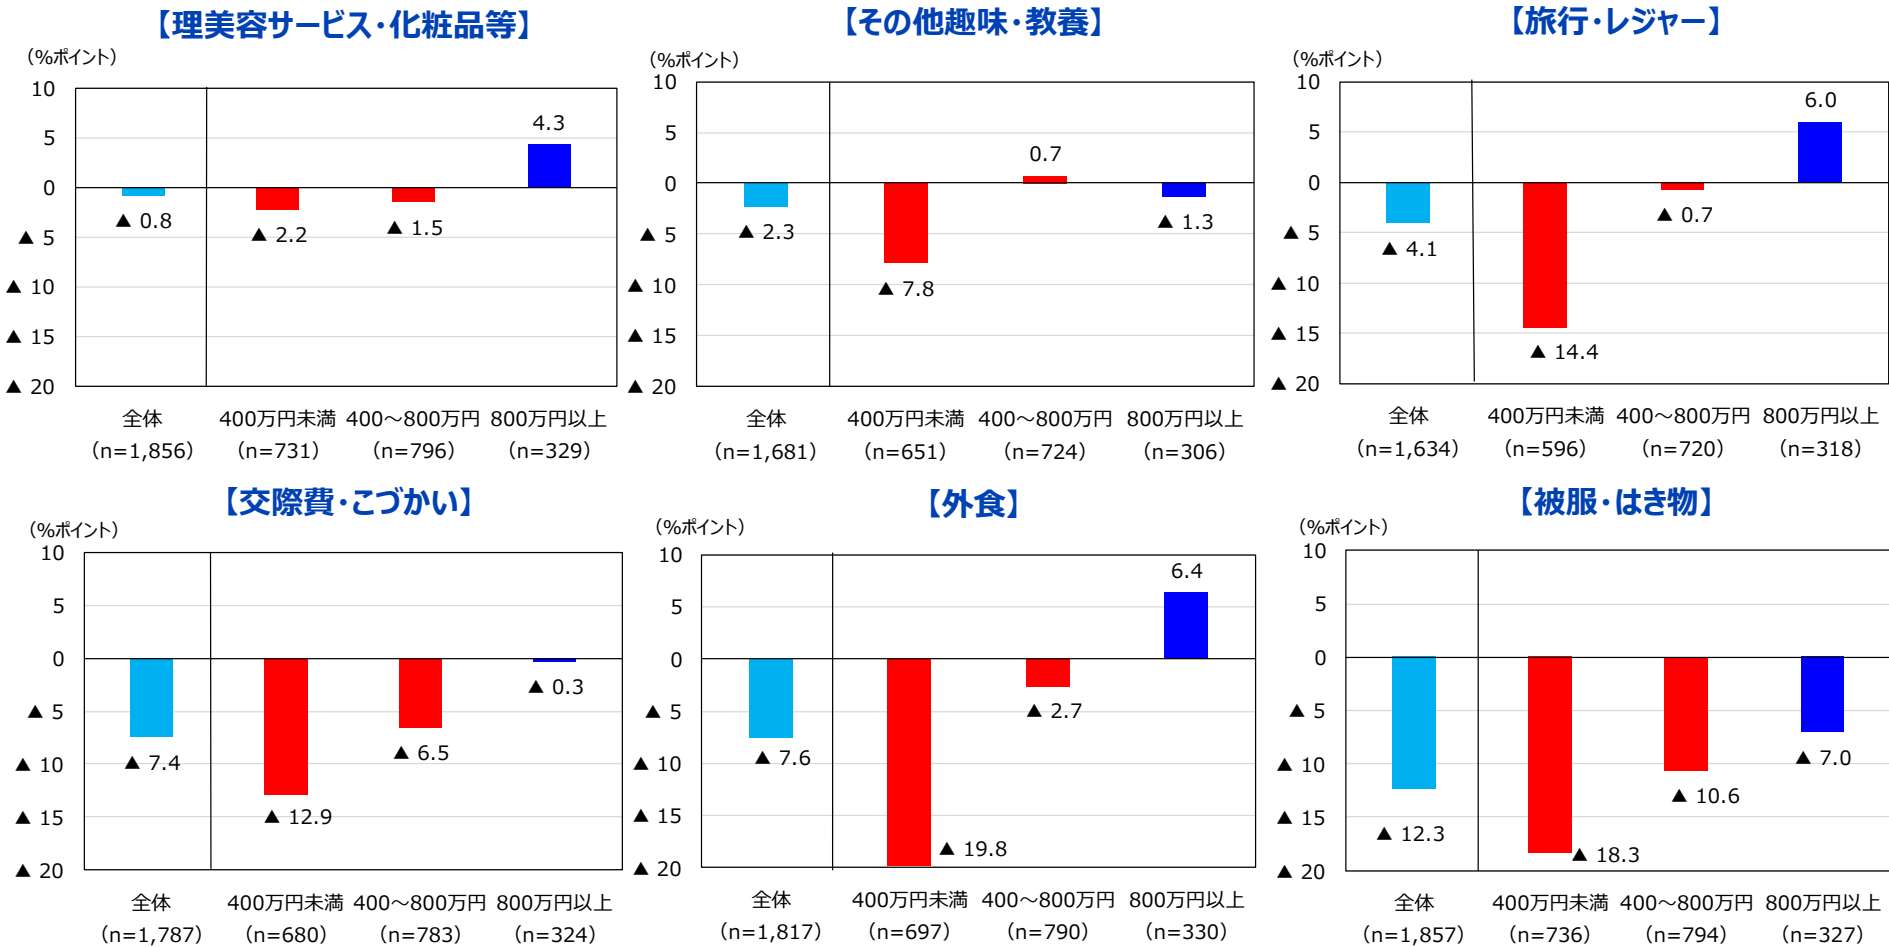 【理美容サービス・化粧品等】
(%ポイント)
10
5
0
▲ 5
▲ 10
▲ 15
▲ 20
▲ 0.8
▲ 2.2
▲ 1.5
4.3
全体 400万円未満 400～800万円 800万円以上
(n=1,856) (n=731) (n=796) (n=329)
【その他趣味・教養】
(%ポイント)
10
5
0
▲ 5
▲ 10
▲ 15
▲ 20
▲ 2.3
▲ 7.8
0.7
▲ 1.3
全体 400万円未満 400～800万円 800万円以上
(n=1,681) (n=651) (n=724) (n=306)
【旅行・レジャー】
(%ポイント)
10
5
0
▲ 5
▲ 10
▲ 15
▲ 20
▲ 4.1
▲ 14.4
▲ 0.7
6.0
全体 400万円未満 400～800万円 800万円以上
(n=1,634) (n=596) (n=720) (n=318)
【交際費・こづかい】
(%ポイント)
10
5
0
▲ 5
▲ 10
▲ 15
▲ 20
▲ 7.4
▲ 12.9
▲ 6.5
▲ 0.3
全体 400万円未満 400～800万円 800万円以上
(n=1,787) (n=680) (n=783) (n=324)
【外食】
(%ポイント)
10
5
0
▲ 5
▲ 10
▲ 15
▲ 20
▲ 7.6
▲ 19.8
▲ 2.7
6.4
全体 400万円未満 400～800万円 800万円以上
(n=1,817) (n=697) (n=790) (n=330)
【被服・はき物】
(%ポイント)
10
5
0
▲ 5
▲ 10
▲ 15
▲ 20
▲ 12.3
▲ 18.3
▲ 10.6
▲ 7.0
全体 400万円未満 400～800万円 800万円以上
(n=1,857) (n=736) (n=794) (n=327)